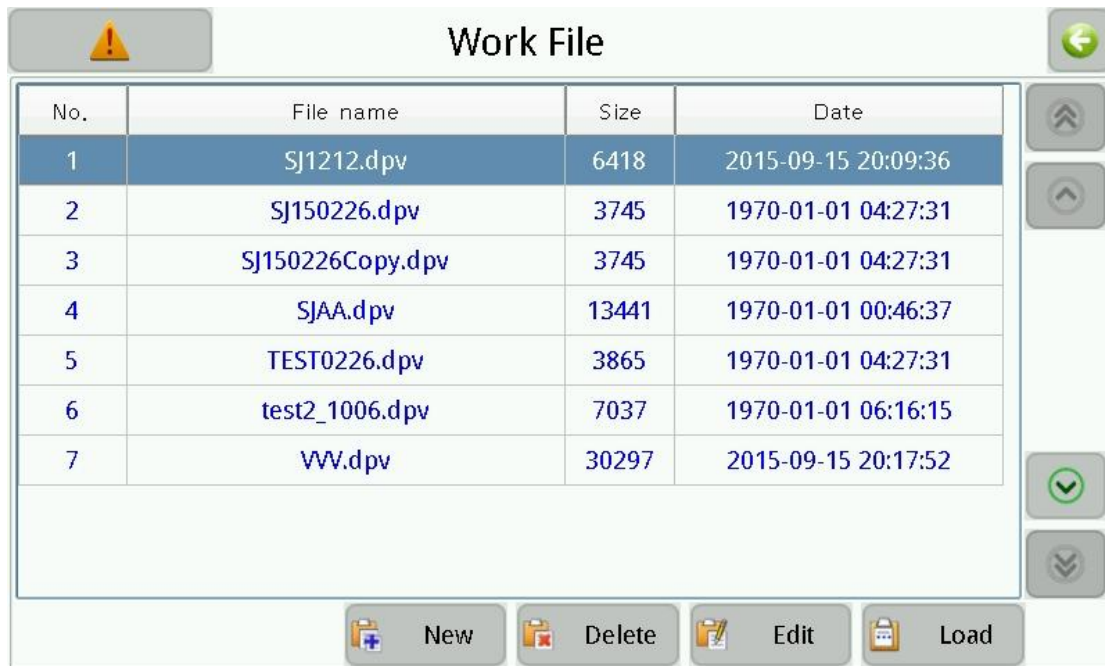 Work File
No. File name Size Date
1 SJ1212.dpv 6418 2015-09-15 20:09:36
2 SJ150226.dpv 3745 1970-01-01 04:27:31
3 SJ150226Copy.dpv 3745 1970-01-01 04:27:31
4 SJAA.dpv 13441 1970-01-01 00:46:37
5 TEST0226.dpv 3865 1970-01-01 04:27:31
6 test2_1006.dpv 7037 1970-01-01 06:16:15
7 VVV.dpv 30297 2015-09-15 20:17:52
New Delete Edit Load